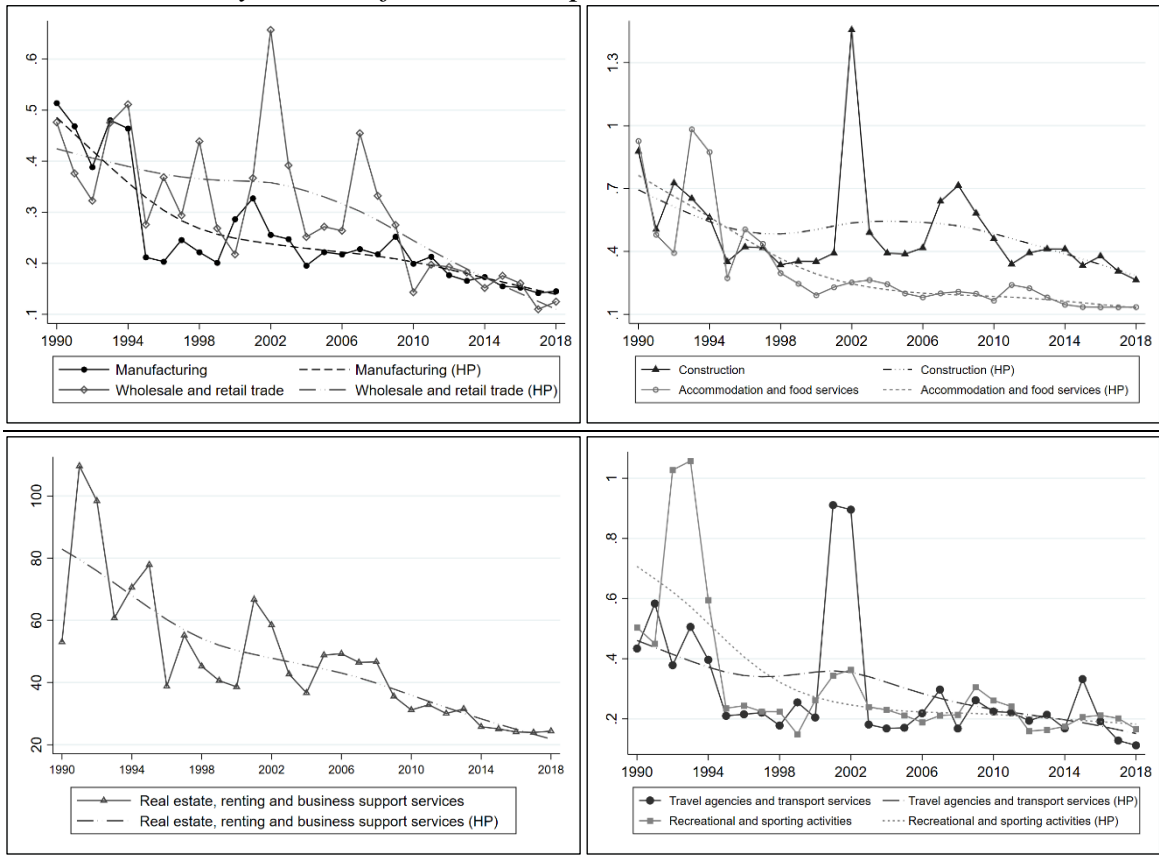 .6
.5
.4
.3
.2
.1
1990 1994 1998 2002 2006 2010 2014 2018
Manufacturing
Manufacturing (HP)
Wholesale and retail trade
Wholesale and retail trade (HP)
1.3
1
.7
.4
.1
1990 1994 1998 2002 2006 2010 2014 2018
Construction
Construction (HP)
Accommodation and food services
Accommodation and food services (HP)
100
80
60
40
20
1990 1994 1998 2002 2006 2010 2014 2018
Real estate, renting and business support services
Real estate, renting and business support services (HP)
1
.8
.6
.4
.2
1990 1994 1998 2002 2006 2010 2014 2018
Travel agencies and transport services
Travel agencies and transport services (HP)
Recreational and sporting activities
Recreational and sporting activities (HP)